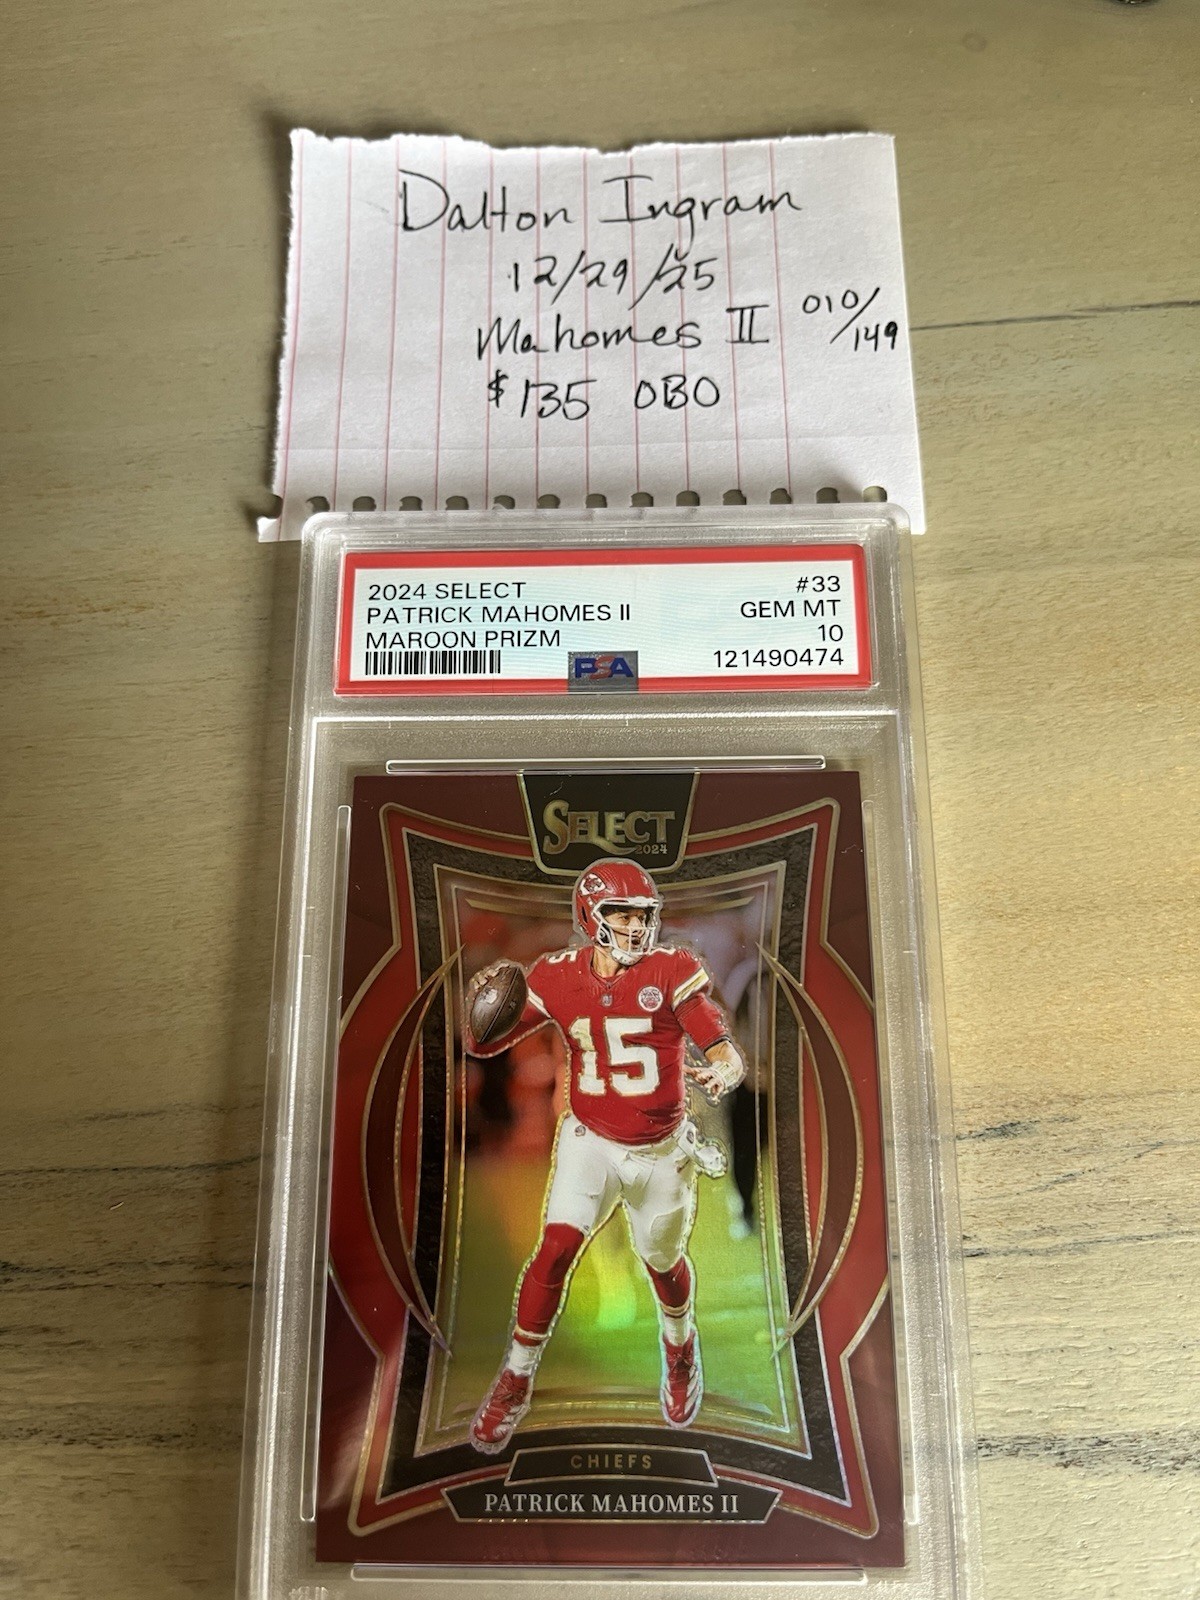 Dalton Ingram
12/29/25
Mahomes II 010/149
$135 OBO
2024 SELECT #33
PATRICK MAHOMES II GEM MT
MAROON PRIZM 10
PSA 121490474
SELECT
2024
15
15
CHIEFS
PATRICK MAHOMES II